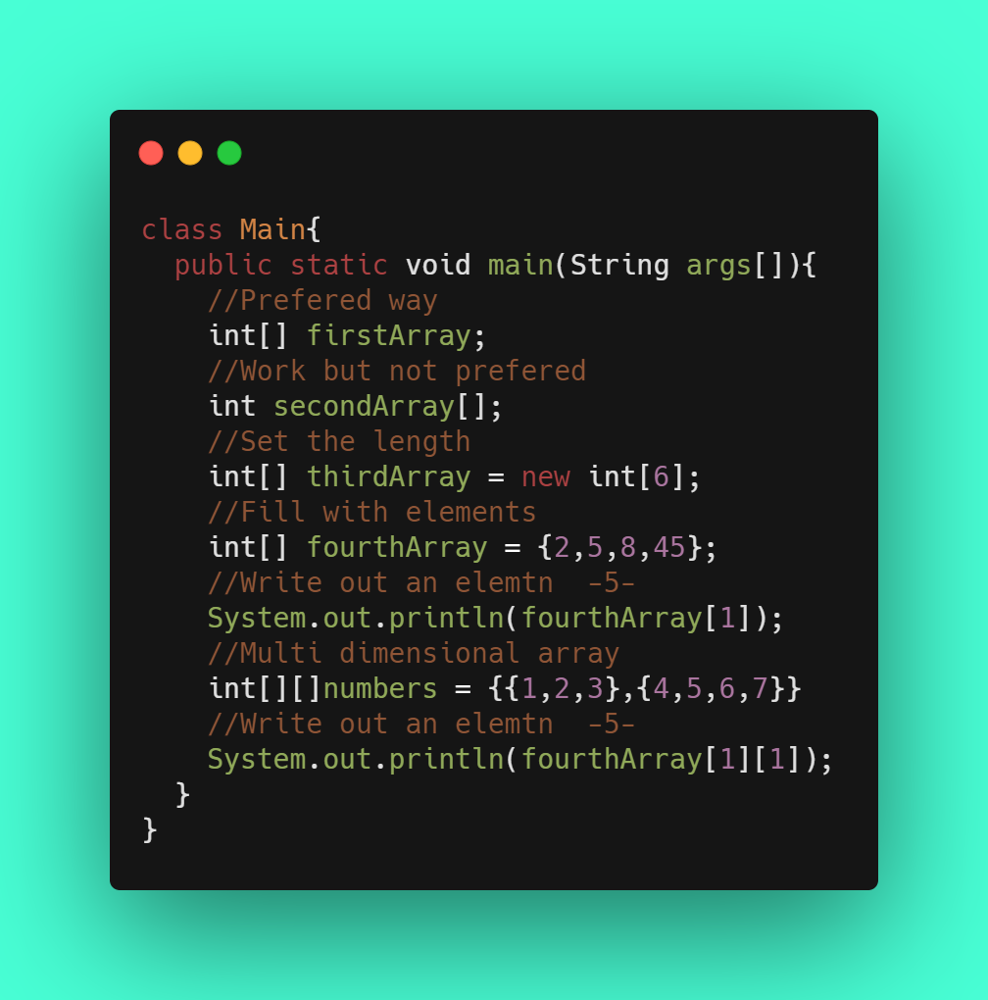 class Main{
  public static void main(String args[]){
    //Prefered way
    int[] firstArray;
    //Work but not prefered
    int secondArray[];
    //Set the length
    int[] thirdArray = new int[6];
    //Fill with elements
    int[] fourthArray = {2,5,8,45};
    //Write out an elemtn  -5-
    System.out.println(fourthArray[1]);
    //Multi dimensional array
    int[][]numbers = {{1,2,3},{4,5,6,7}}
    //Write out an elemtn  -5-
    System.out.println(fourthArray[1][1]);
  }
}